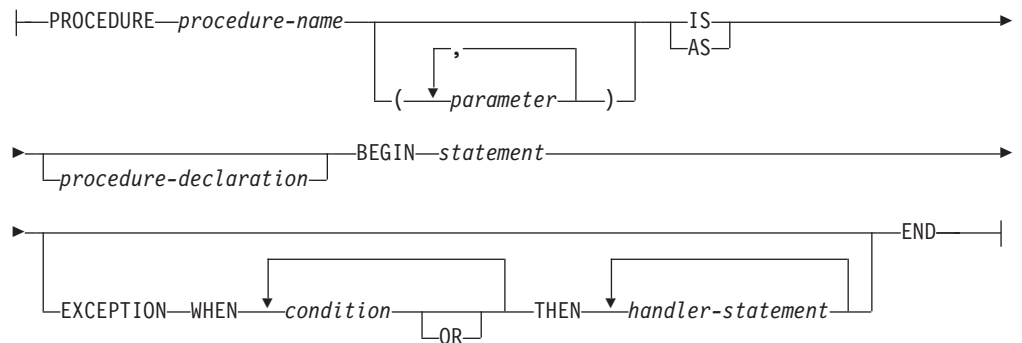 PROCEDURE procedure-name IS
AS
,
( parameter )
BEGIN statement
procedure-declaration
END
EXCEPTION WHEN condition THEN handler-statement
OR